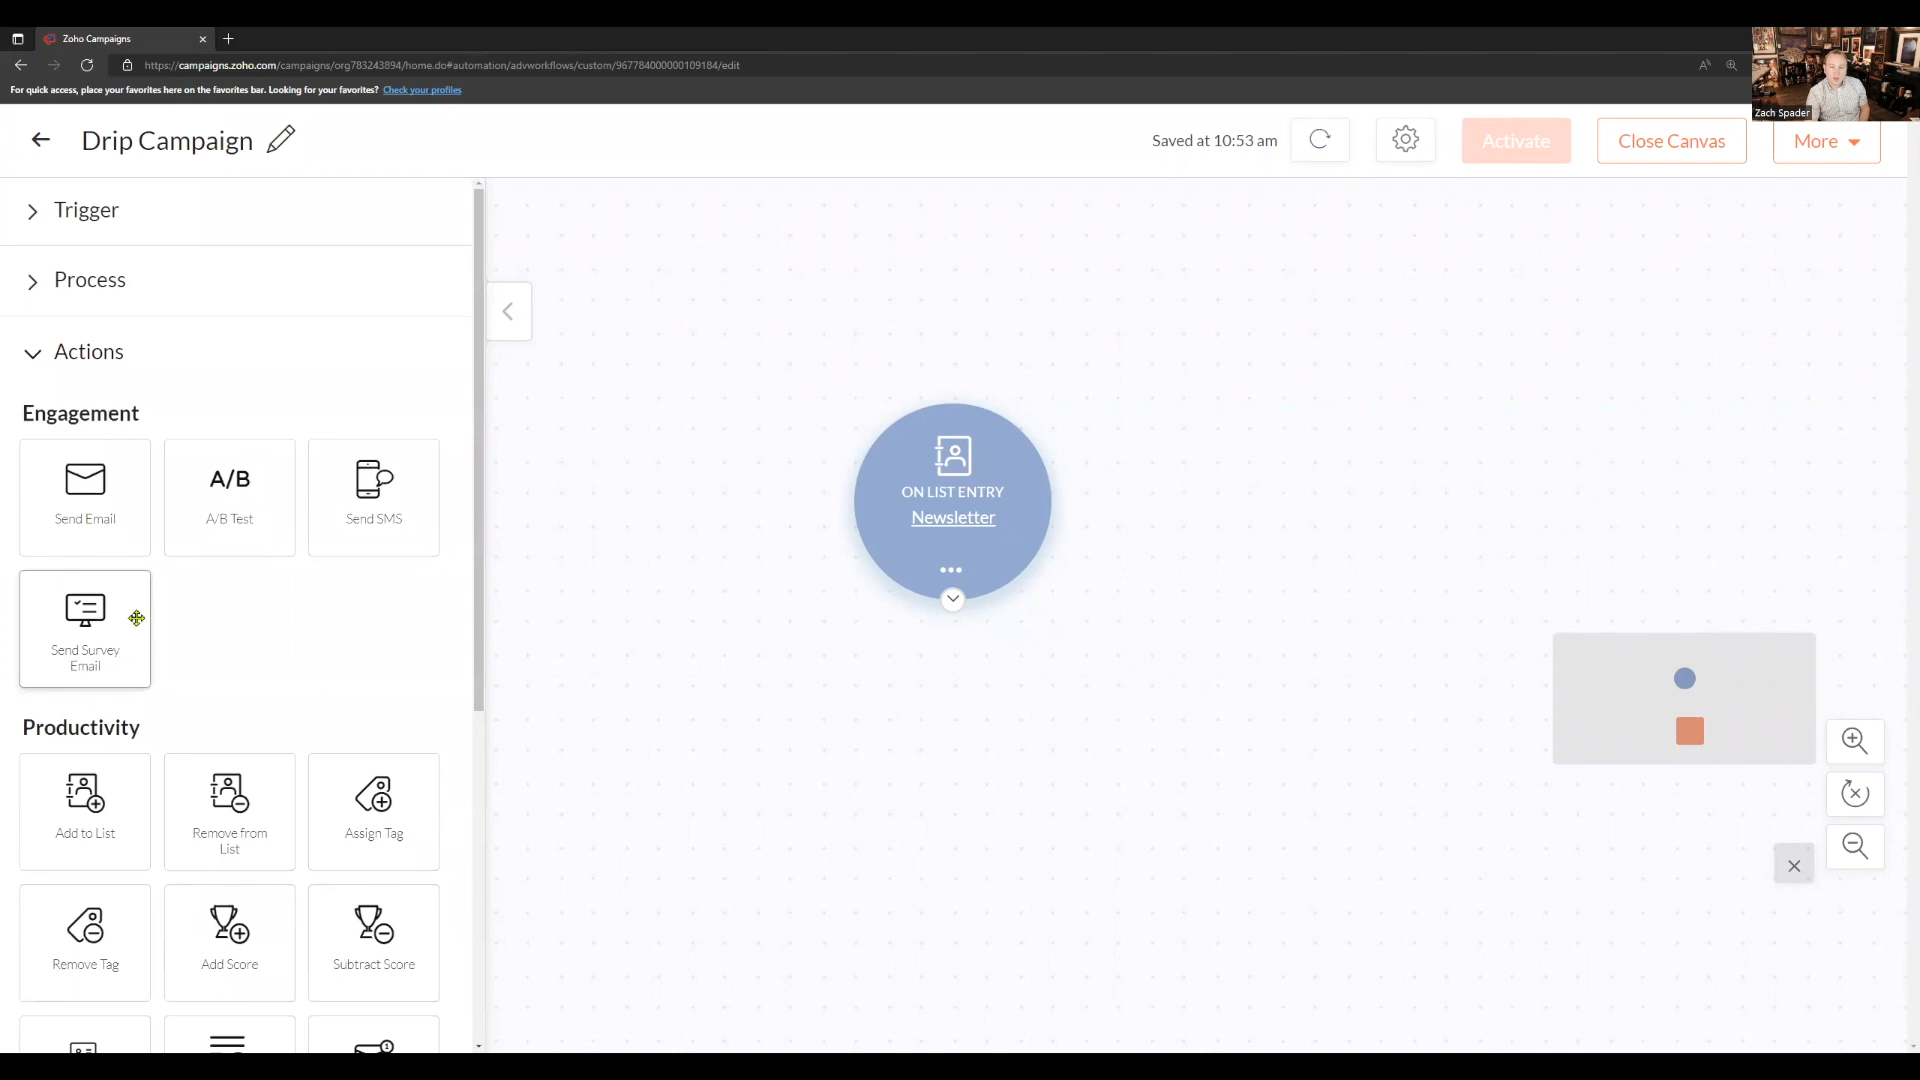 Zoho Campaigns
https://campaigns.zoho.com/campaigns/org783243894/home.do#automation/advworkflows/custom/967784000000109184/edit
For quick access, place your favorites here on the favorites bar. Looking for your favorites? Check your profiles
Zach Spader
Drip Campaign
Saved at 10:53 am
Activate
Close Canvas
More
Trigger
Process
Actions
Engagement
Send Email
A/B
A/B Test
Send SMS
Send Survey
Email
Productivity
Add to List
Remove from
List
Assign Tag
Remove Tag
Add Score
Subtract Score
ON LIST ENTRY
Newsletter